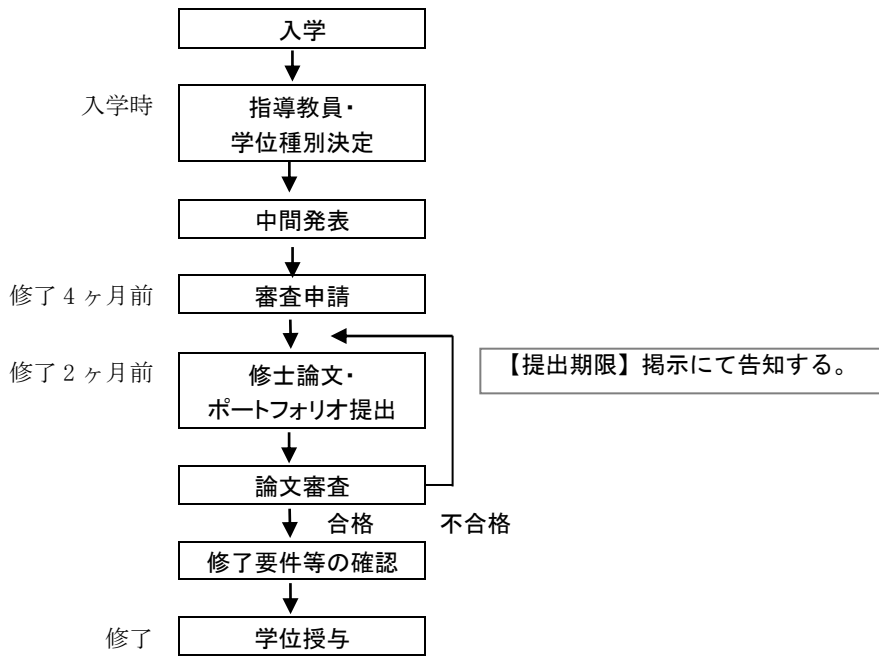 入学
入学時
指導教員・
学位種別決定
中間発表
修了4ヶ月前
審査申請
修了2ヶ月前
修士論文・
ポートフォリオ提出
【提出期限】掲示にて告知する。
論文審査
合格
不合格
修了要件等の確認
修了
学位授与